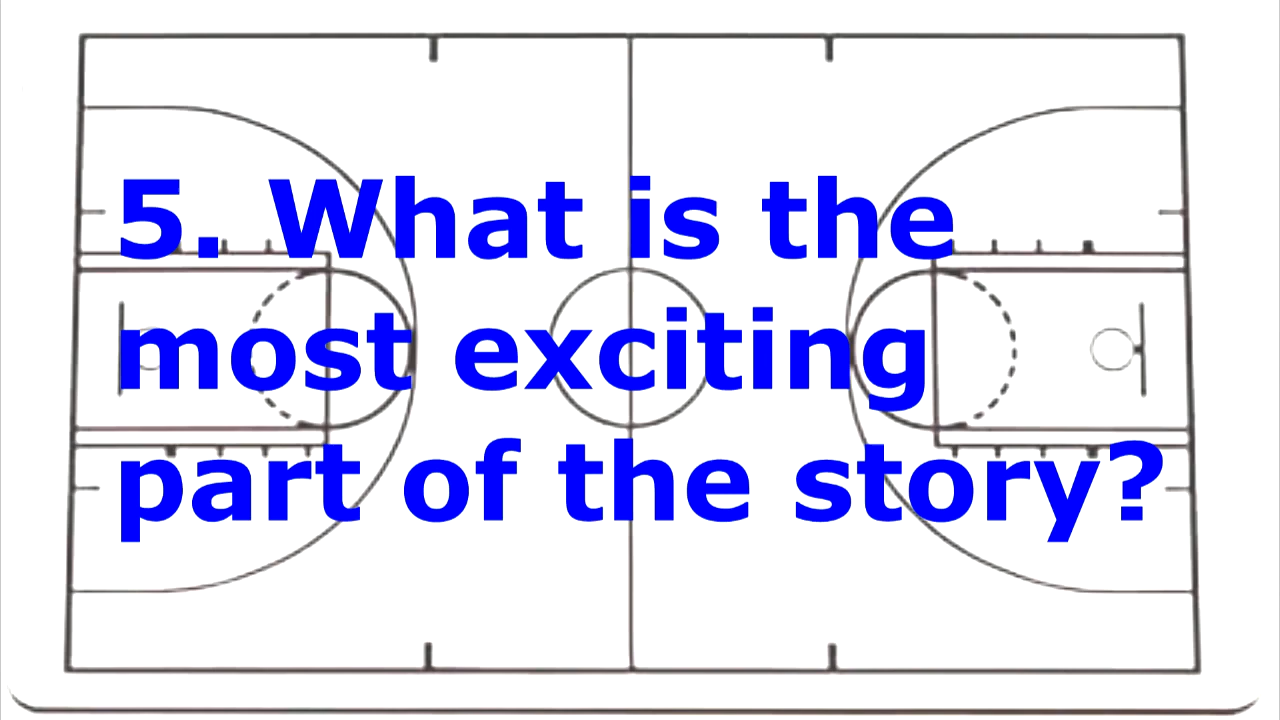 5. What is the
most exciting
part of the story?